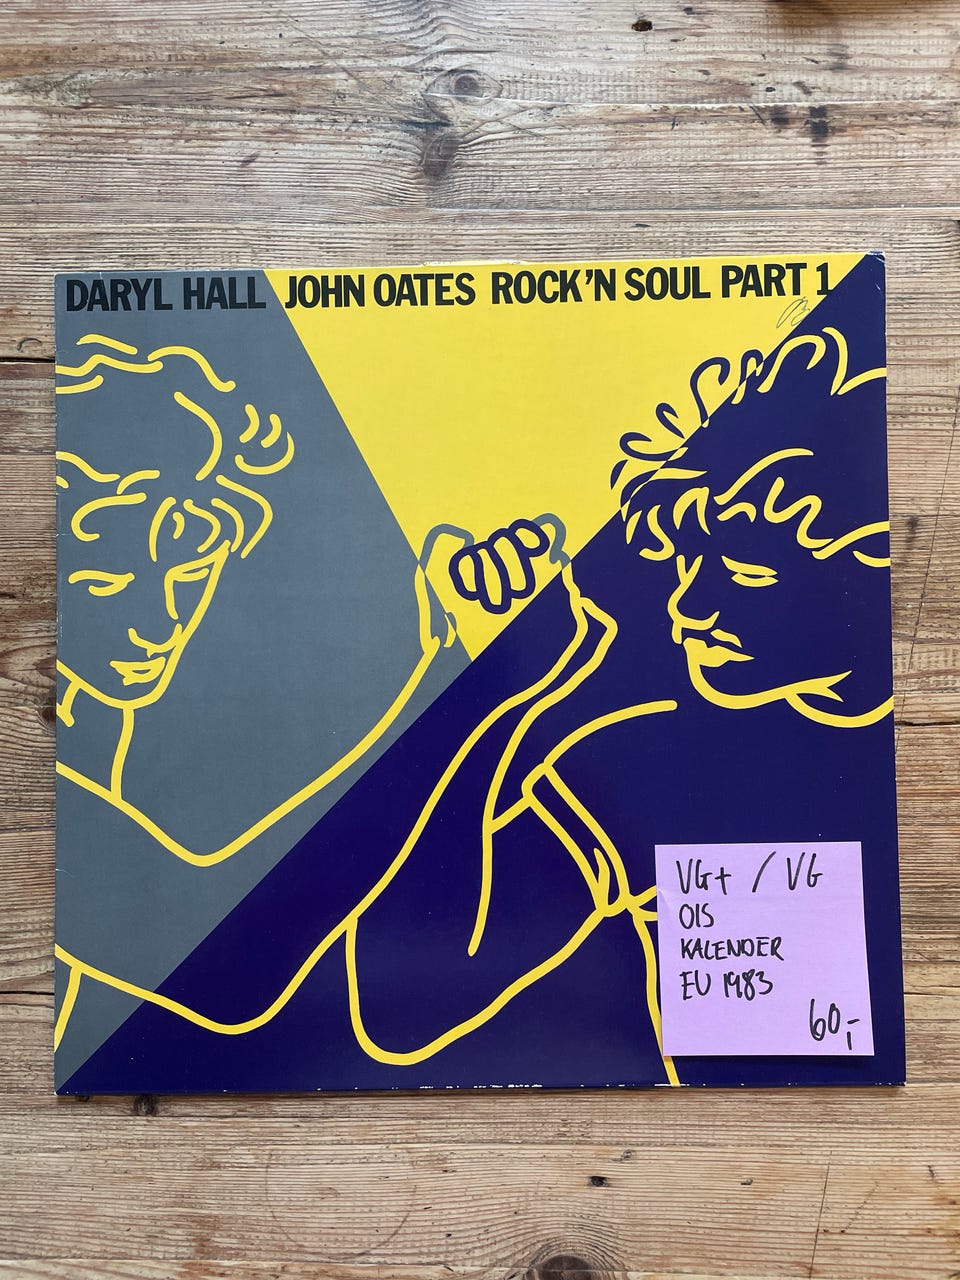 DARYL HALL JOHN OATES ROCK'N SOUL PART 1
VG+ / VG
OIS
KALENDER
EU 1983
60,-